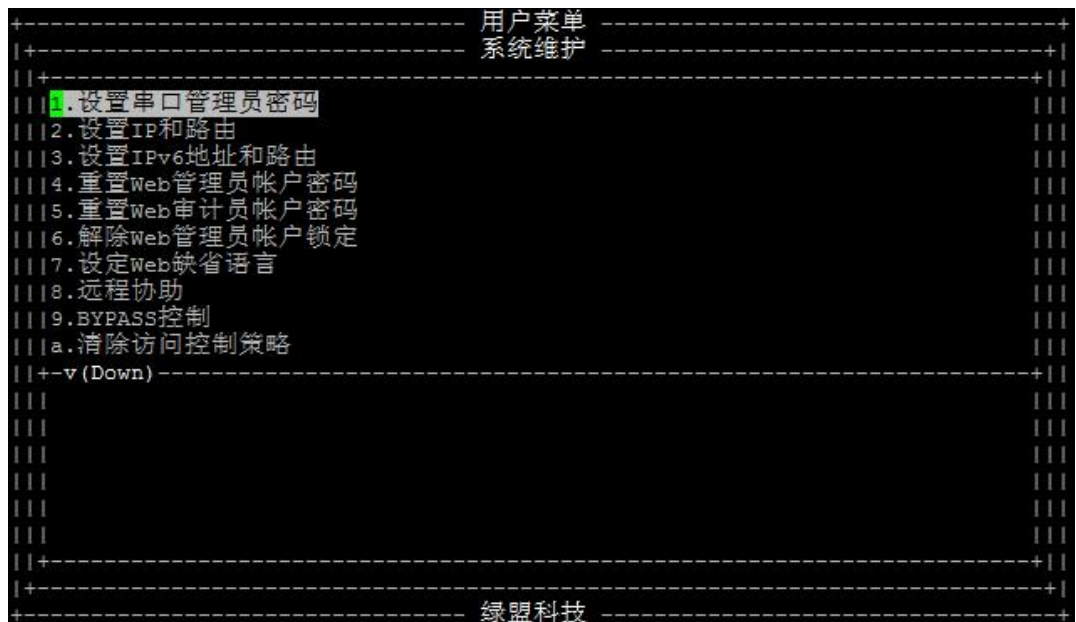 用户菜单
系统维护
1.设置串口管理员密码
2.设置IP和路由
3.设置IPv6地址和路由
4.重置Web管理员帐户密码
5.重置Web审计员帐户密码
6.解除Web管理员帐户锁定
7.设定Web缺省语言
8.远程协助
9.BYPASS控制
a.清除访问控制策略
v(Down)
绿盟科技